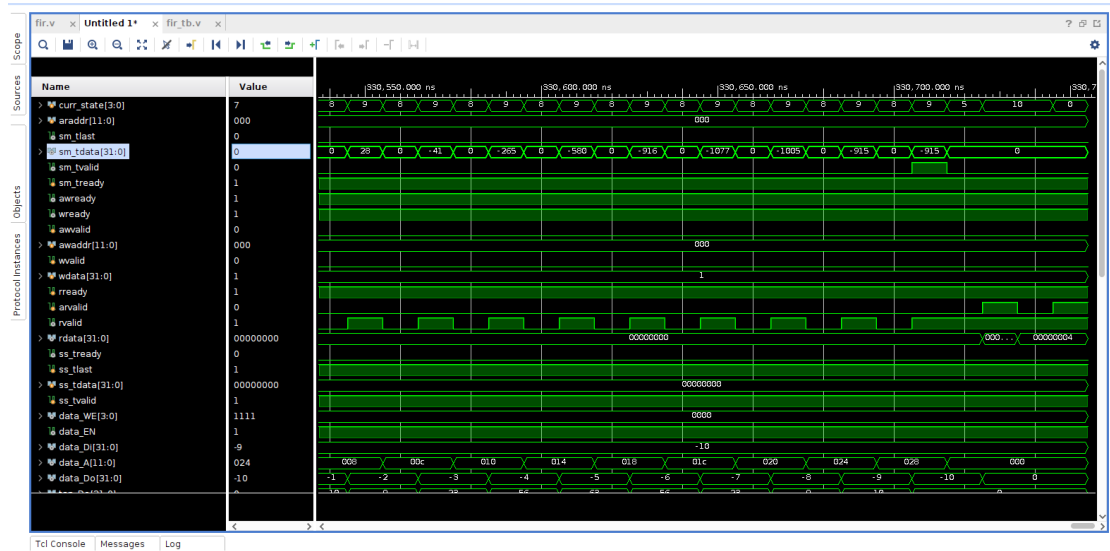 fir.v x Untitled 1* x fir_tb.v x
Scope
Sources
Objects
Protocol Instances
Name Value
330,550.000 ns 330,600.000 ns 330,650.000 ns 330,700.000 ns 330,7
curr_state[3:0] 7 8 9 8 9 8 9 8 9 8 9 8 9 8 9 8 9 8 9 5 10 0
araddr[11:0] 000 000
sm_tlast 0
sm_tdata[31:0] 0 0 28 0 -41 0 -265 0 -580 0 -916 0 -1077 0 -1005 0 -915 0 -915 0
sm_tvalid 0
sm_tready 1
awready 1
wready 1
awvalid 0
awaddr[11:0] 000 000
wvalid 0
wdata[31:0] 1 1
rready 1
arvalid 0
rvalid 1
rdata[31:0] 00000000 00000000 000... 00000004
ss_tready 0
ss_tlast 1
ss_tdata[31:0] 00000000 00000000
ss_tvalid 1
data_WE[3:0] 1111 0000
data_EN 1
data_Di[31:0] -9 -10
data_A[11:0] 024 008 00c 010 014 018 01c 020 024 028 000
data_Do[31:0] -10 -1 -2 -3 -4 -5 -6 -7 -8 -9 -10 0
Tcl Console Messages Log